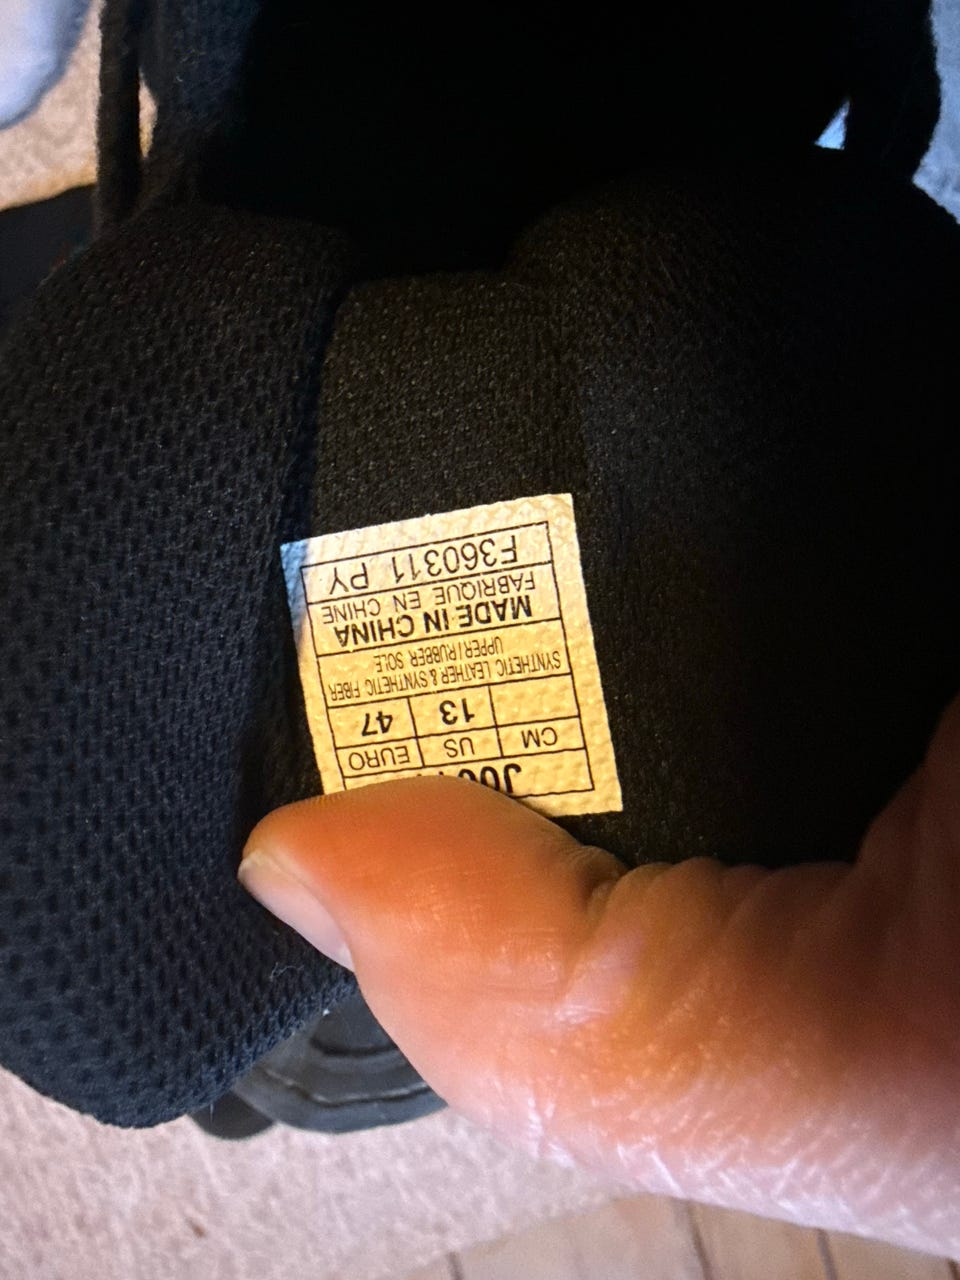 CM US EURO
13 47
SYNTHETIC LEATHER & SYNTHETIC FIBER
UPPER / RUBBER SOLE
MADE IN CHINA
FABRIQUE EN CHINE
F360311 PY